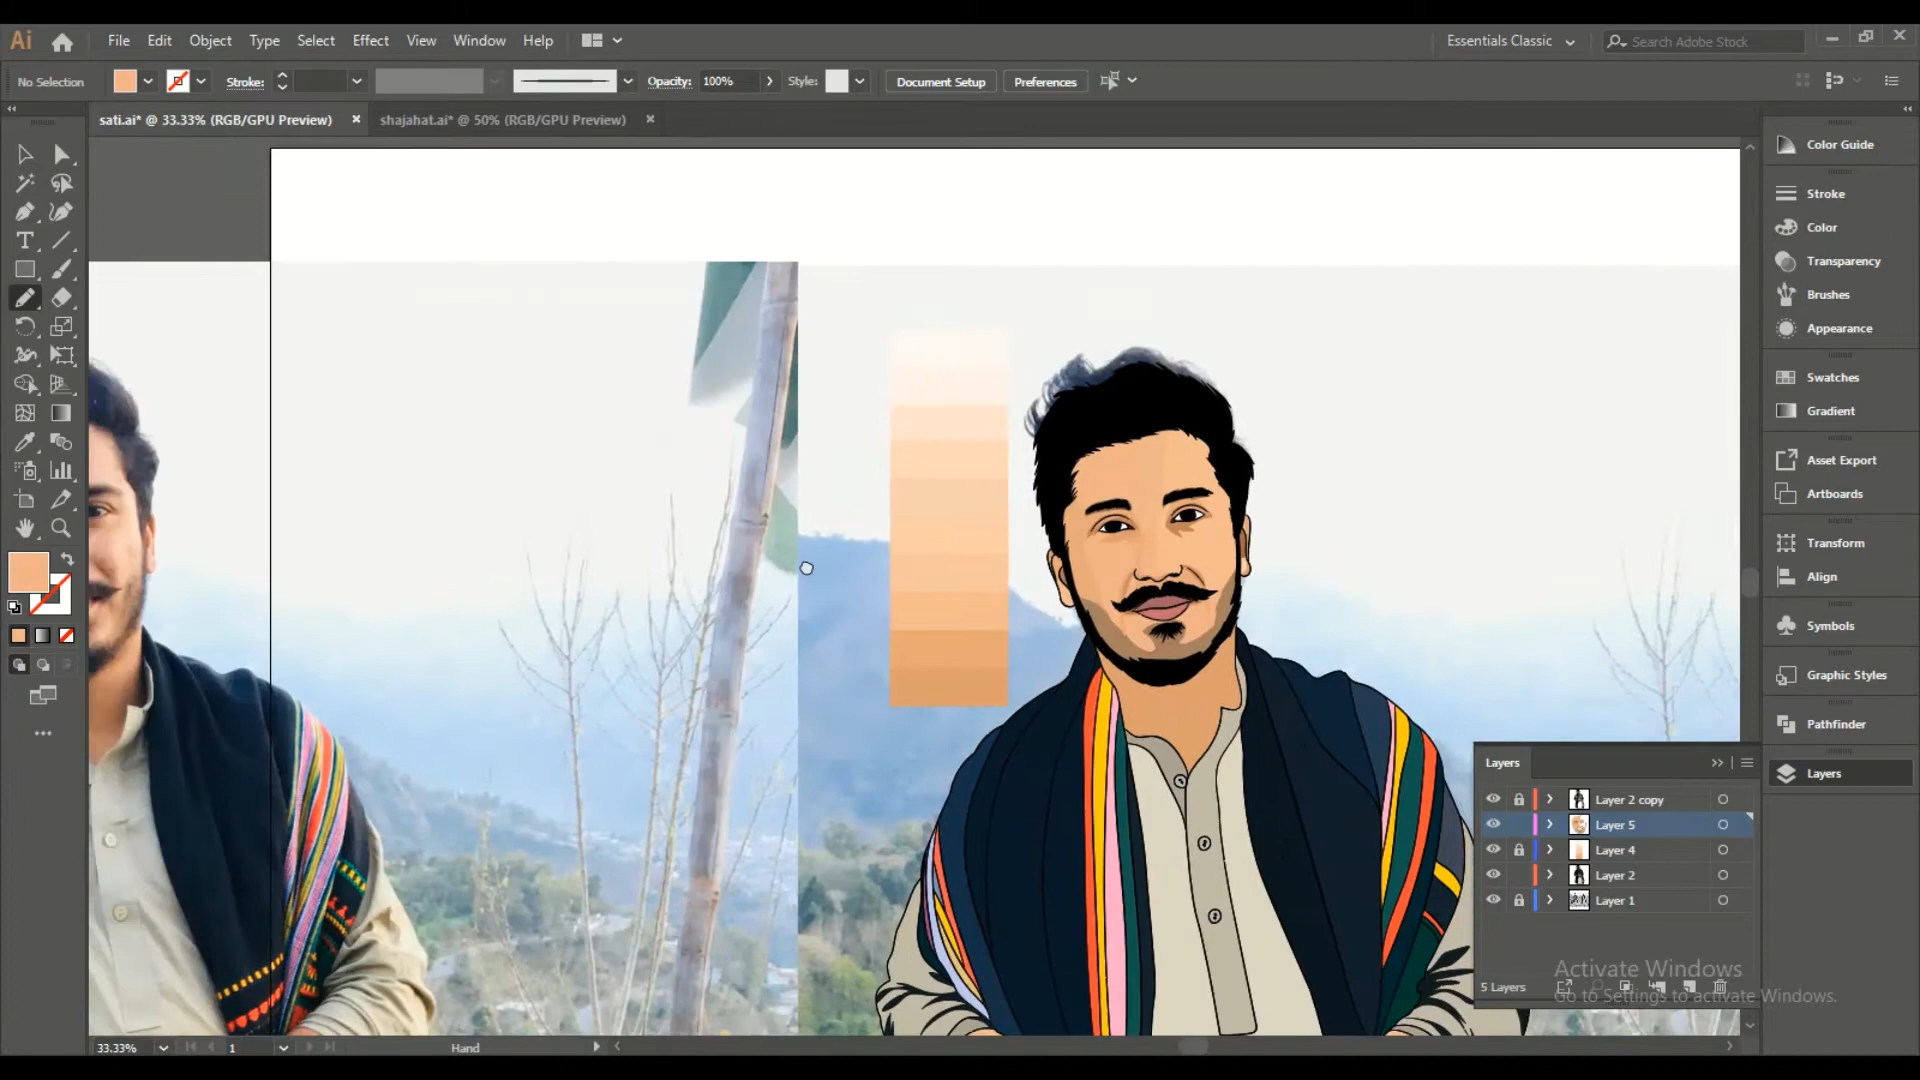 Ai File Edit Object Type Select Effect View Window Help Essentials Classic Search Adobe Stock
No Selection Stroke: Opacity: 100% Style: Document Setup Preferences
sati.ai* @ 33.33% (RGB/GPU Preview) × shajahat.ai* @ 50% (RGB/GPU Preview) ×
Color Guide
Stroke
Color
Transparency
Brushes
Appearance
Swatches
Gradient
Asset Export
Artboards
Transform
Align
Symbols
Graphic Styles
Pathfinder
Layers
Layers
Layer 2 copy
Layer 5
Layer 4
Layer 2
Layer 1
5 Layers
Activate Windows
Go to Settings to activate Windows.
33.33% 1 Hand